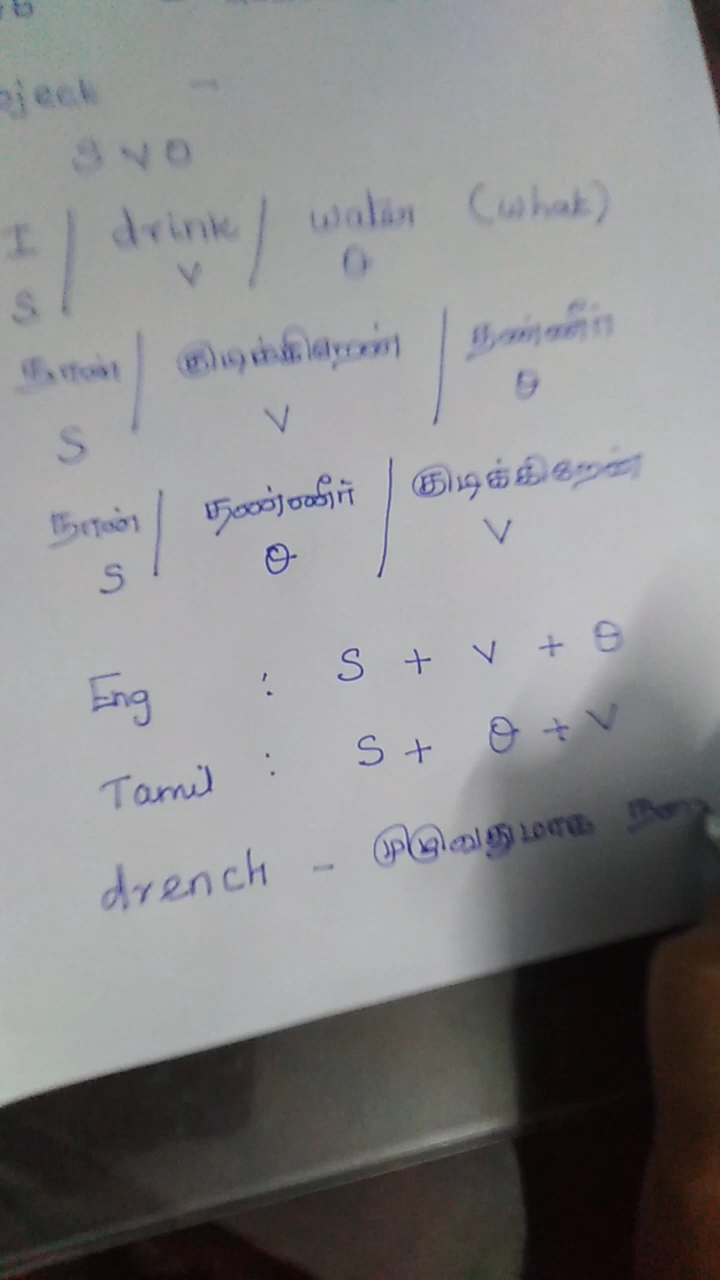 S V O
I / drink / water (what)
S V O
நான் / குடிக்கிறேன் / தண்ணீர்
S V O
நான் / தண்ணீர் / குடிக்கிறேன்
S O V
Eng : S + V + O
Tamil : S + O + V
drench - முழுவதுமாக